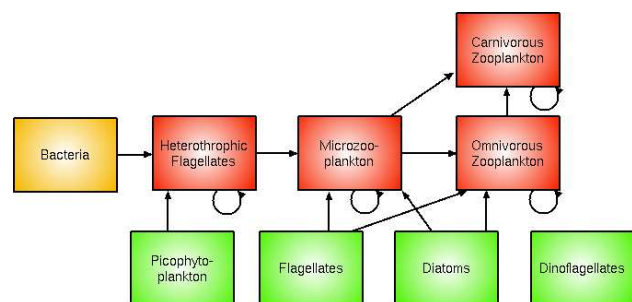 Carnivorous
Zooplankton
Bacteria
Heterothrophic
Flagellates
Microzoo-
plankton
Omnivorous
Zooplankton
Picophyto-
plankton
Flagellates
Diatoms
Dinoflagellates